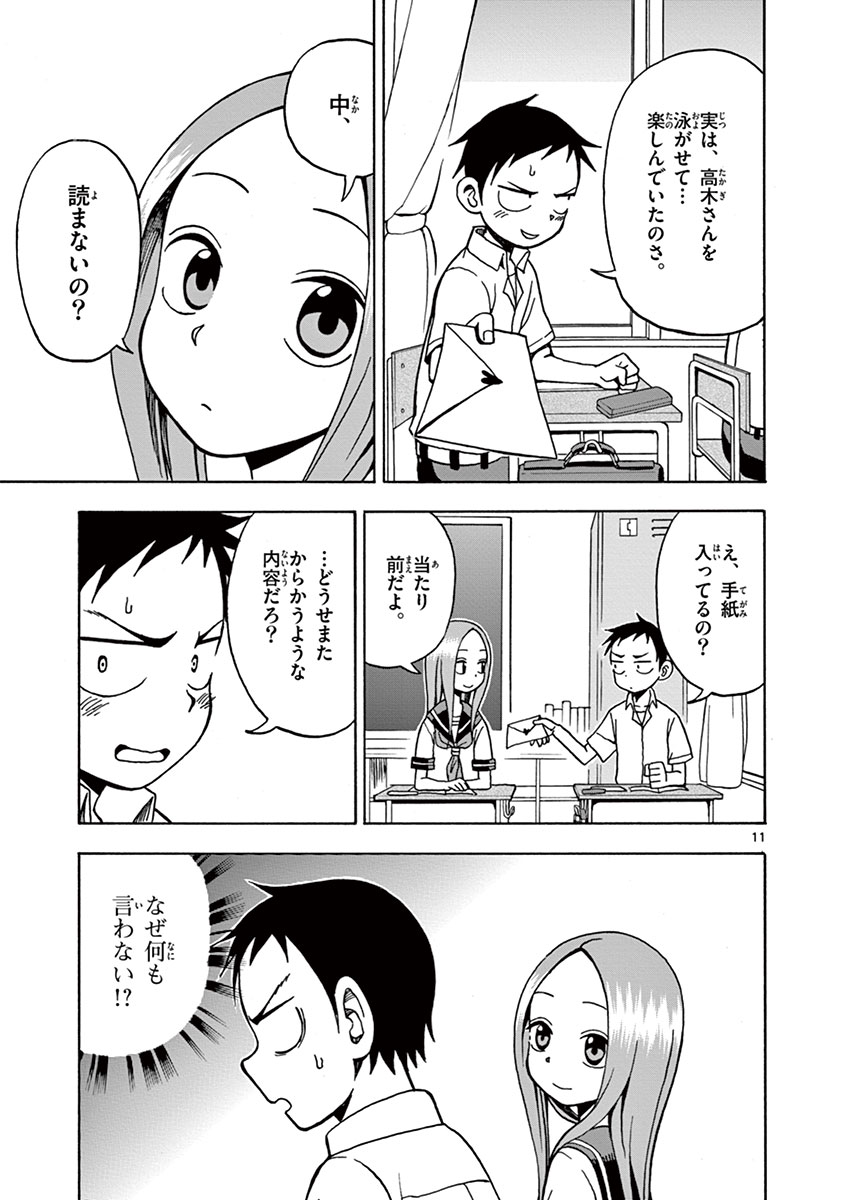 実は、高木さんを
泳がせて…
楽しんでいたのさ。
中、
読まないの？
え、手紙
入ってるの？
当たり
前だよ。
…どうせまた
からかうような
内容だろ？
11
なぜ何も
言わない!?